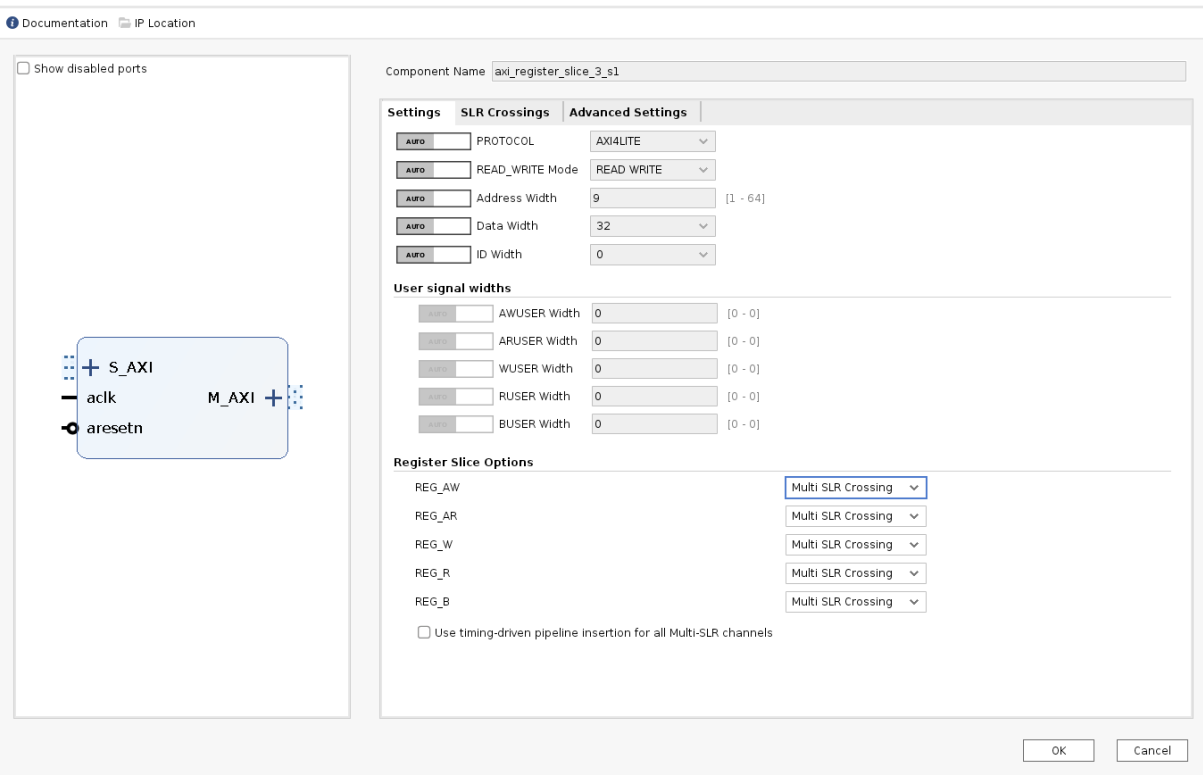 Documentation IP Location
Show disabled ports
S_AXI
aclk M_AXI
aresetn
Component Name axi_register_slice_3_s1
Settings SLR Crossings Advanced Settings
AUTO PROTOCOL AXI4LITE
AUTO READ_WRITE Mode READ WRITE
AUTO Address Width 9 [1 - 64]
AUTO Data Width 32
AUTO ID Width 0
User signal widths
AUTO AWUSER Width 0 [0 - 0]
AUTO ARUSER Width 0 [0 - 0]
AUTO WUSER Width 0 [0 - 0]
AUTO RUSER Width 0 [0 - 0]
AUTO BUSER Width 0 [0 - 0]
Register Slice Options
REG_AW Multi SLR Crossing
REG_AR Multi SLR Crossing
REG_W Multi SLR Crossing
REG_R Multi SLR Crossing
REG_B Multi SLR Crossing
Use timing-driven pipeline insertion for all Multi-SLR channels
OK Cancel